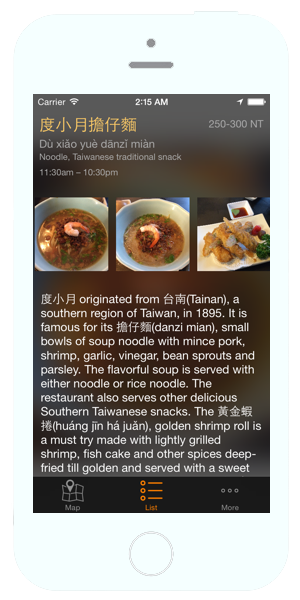 Carrier 2:15 AM
度小月擔仔麵 250-300 NT
Dù xiǎo yuè dānzǐ miàn
Noodle, Taiwanese traditional snack
11:30am – 10:30pm
度小月 originated from 台南(Tainan), a
southern region of Taiwan, in 1895. It is
famous for its 擔仔麵(danzi mian), small
bowls of soup noodle with mince pork,
shrimp, garlic, vinegar, bean sprouts and
parsley. The flavorful soup is served with
either noodle or rice noodle. The
restaurant also serves other delicious
Southern Taiwanese snacks. The 黃金蝦
捲(huáng jīn há juǎn), golden shrimp roll is
a must try made with lightly grilled
shrimp, fish cake and other spices deep-
fried till golden and served with a sweet
Map List More